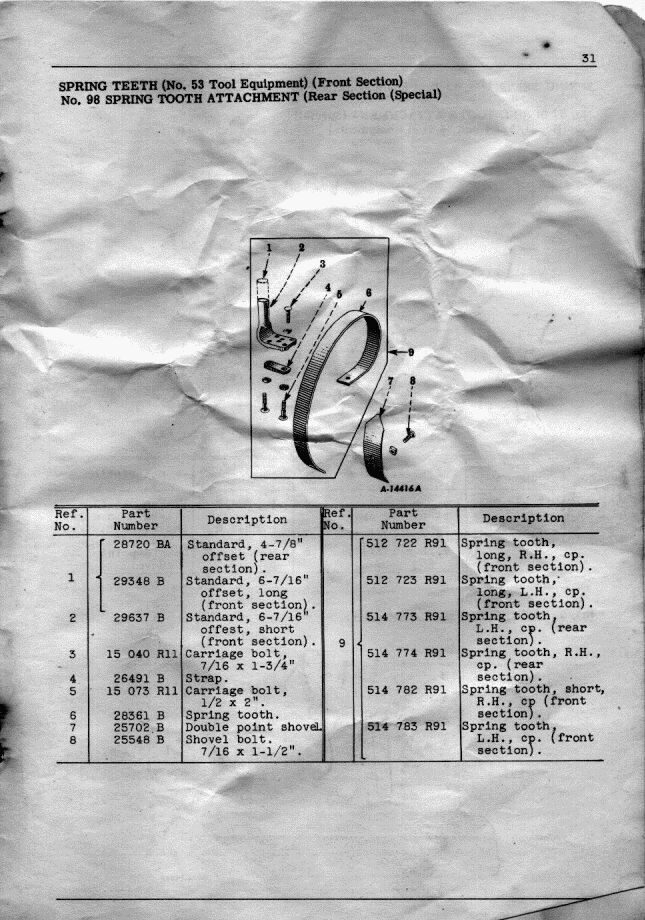 31
SPRING TEETH (No. 53 Tool Equipment) (Front Section)
No. 98 SPRING TOOTH ATTACHMENT (Rear Section (Special)
1 2 3 4 5 6 7 8 9
A-14416A
Ref. No. Part Number Description
1 28720 BA Standard, 4-7/8"
offset (rear
section).
29348 B Standard, 6-7/16"
offset, long
(front section).
2 29637 B Standard, 6-7/16"
offest, short
(front section).
3 15 040 R11 Carriage bolt,
7/16 x 1-3/4"
4 26491 B Strap.
5 15 073 R11 Carriage bolt,
1/2 x 2".
6 28361 B Spring tooth.
7 25702 B Double point shovel.
8 25548 B Shovel bolt.
7/16 x 1-1/2".
Ref. No. Part Number Description
9 512 722 R91 Spring tooth,
long, R.H., cp.
(front section).
512 723 R91 Spring tooth,
long, L.H., cp.
(front section).
514 773 R91 Spring tooth,
L.H., cp. (rear
section).
514 774 R91 Spring tooth, R.H.,
cp. (rear
section).
514 782 R91 Spring tooth, short,
R.H., cp (front
section).
514 783 R91 Spring tooth,
L.H., cp. (front
section).